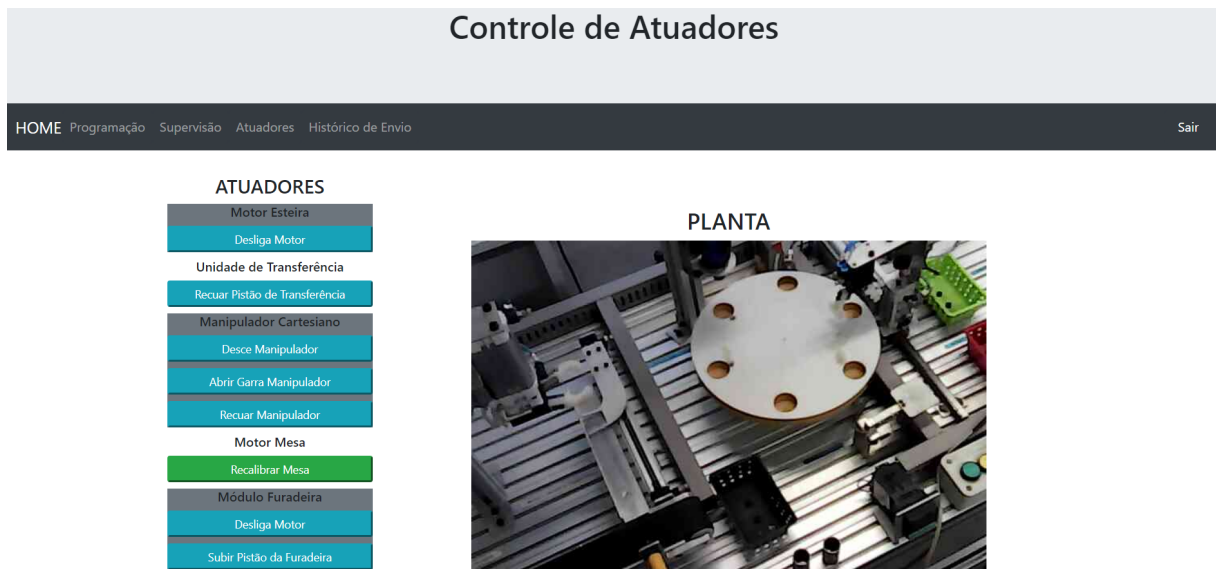 Controle de Atuadores
HOME Programação Supervisão Atuadores Histórico de Envio Sair
ATUADORES
Motor Esteira
Desliga Motor
Unidade de Transferência
Recuar Pistão de Transferência
Manipulador Cartesiano
Desce Manipulador
Abrir Garra Manipulador
Recuar Manipulador
Motor Mesa
Recalibrar Mesa
Módulo Furadeira
Desliga Motor
Subir Pistão da Furadeira
PLANTA